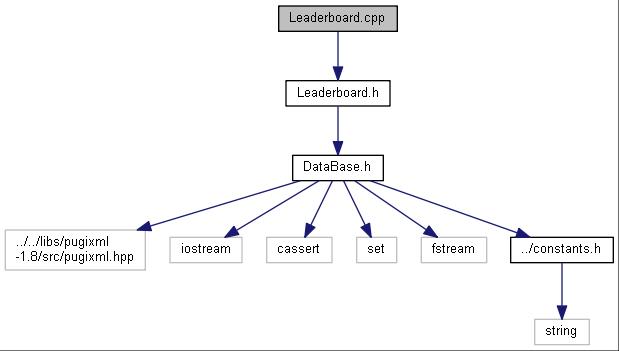 Leaderboard.cpp
Leaderboard.h
DataBase.h
../../libs/pugixml
-1.8/src/pugixml.hpp
iostream
cassert
set
fstream
../constants.h
string